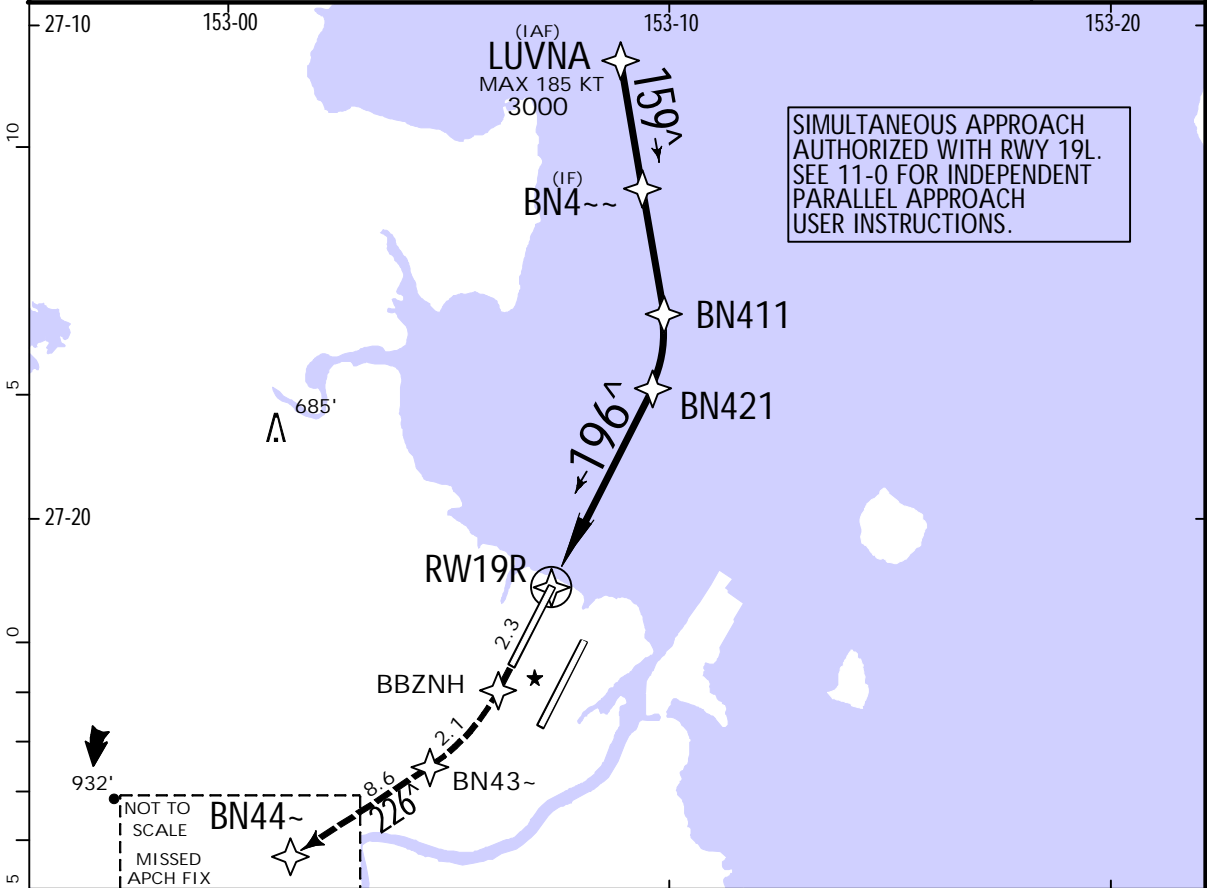 27-10
153-00
153-10
153-20
(IAF)
LUVNA
MAX 185 KT
3000
159^
SIMULTANEOUS APPROACH
AUTHORIZED WITH RWY 19L.
SEE 11-0 FOR INDEPENDENT
PARALLEL APPROACH
USER INSTRUCTIONS.
10
(IF)
BN4~~
BN411
5
BN421
685'
196^
27-20
RW19R
0
2.3
BBZNH
2.1
BN43~
8.6
226^
932'
NOT TO
SCALE
BN44~
MISSED
APCH FIX
5